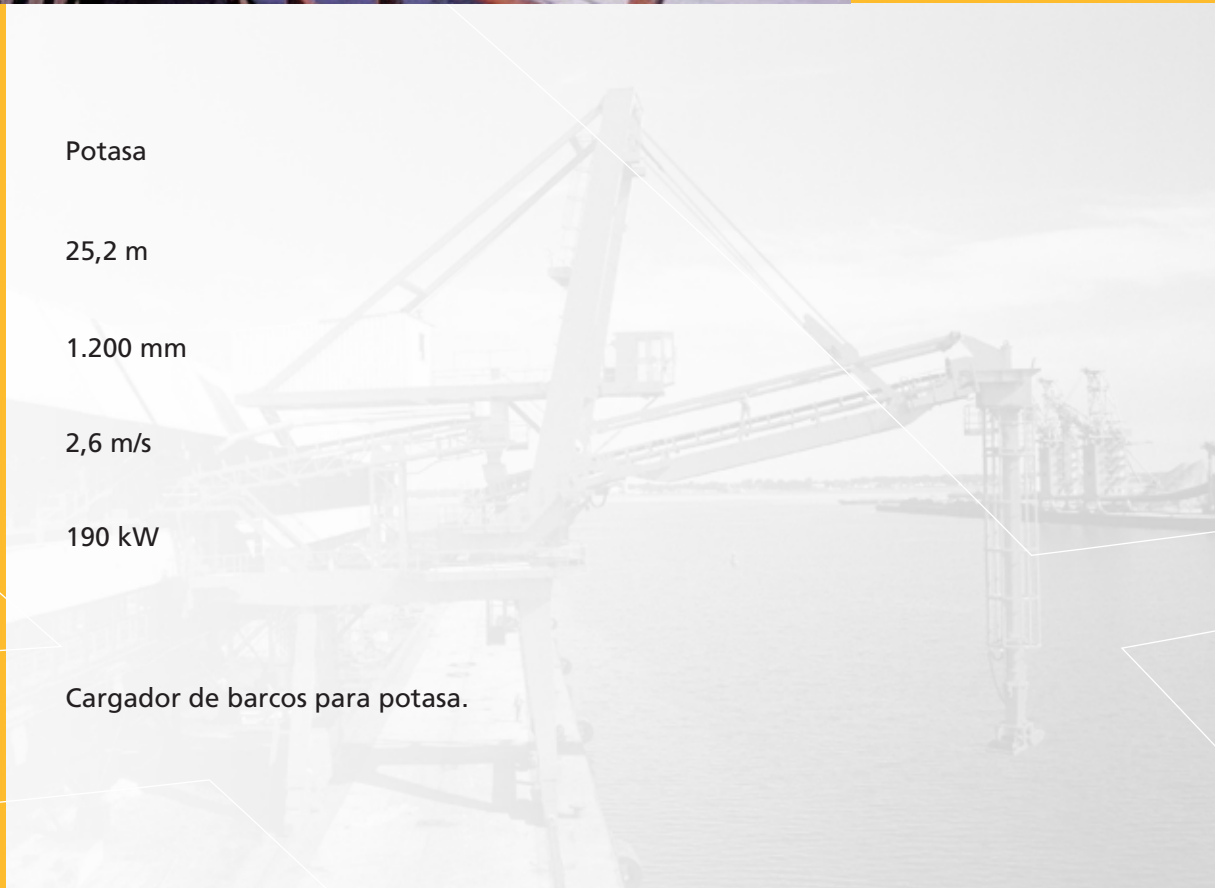 Potasa
25,2 m
1.200 mm
2,6 m/s
190 kW
Cargador de barcos para potasa.